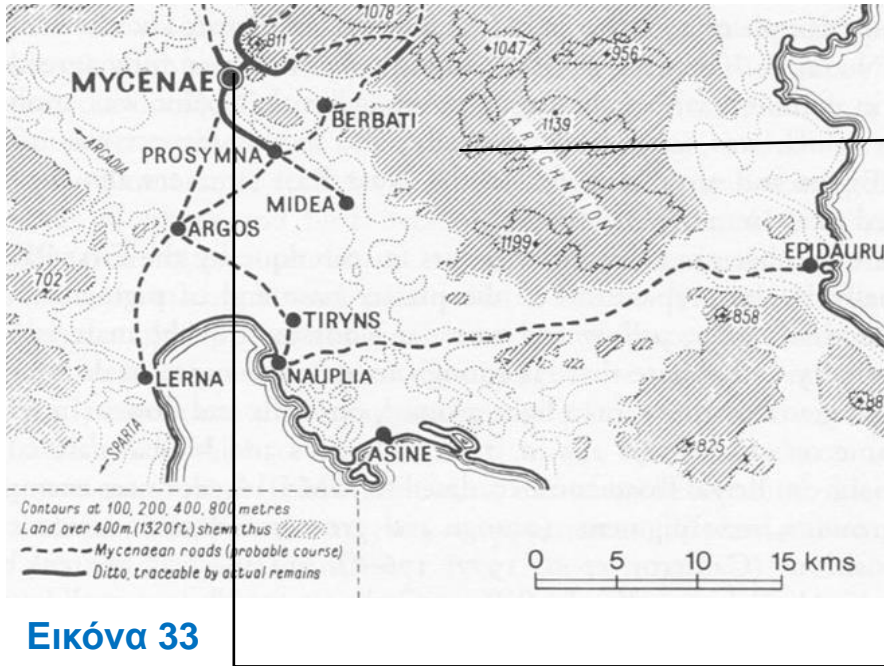 1078
811
1047
956
MYCENAE
BERBATI
1139
ARCADIA
PROSYMNA
ARACHNAION
MIDEA
ARGOS
1199
EPIDAURU
702
TIRYNS
858
LERNA
NAUPLIA
SPARTA
ASINE
825
Contours at 100, 200, 400, 800 metres
Land over 400m.(1320ft.) shewn thus
Mycenaean roads (probable course)
Ditto, traceable by actual remains
0 5 10 15 kms
Εικόνα 33